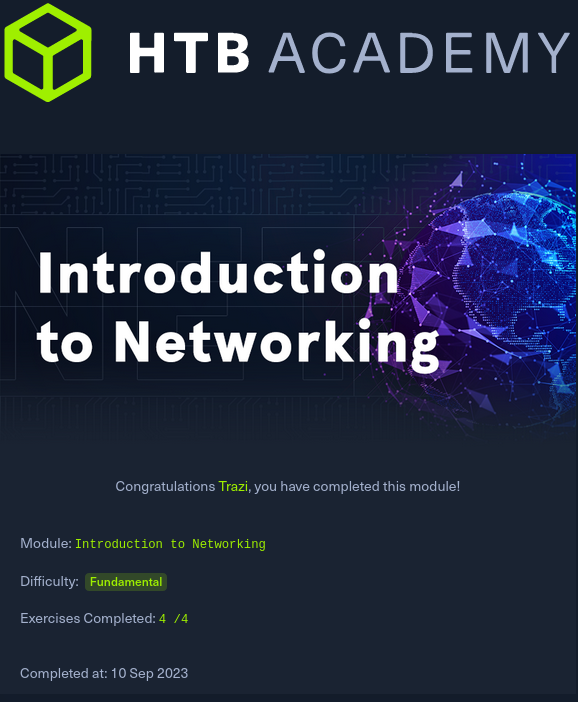 HTB ACADEMY
Introduction
to Networking
Congratulations Trazi, you have completed this module!
Module: Introduction to Networking
Difficulty: Fundamental
Exercises Completed: 4 /4
Completed at: 10 Sep 2023